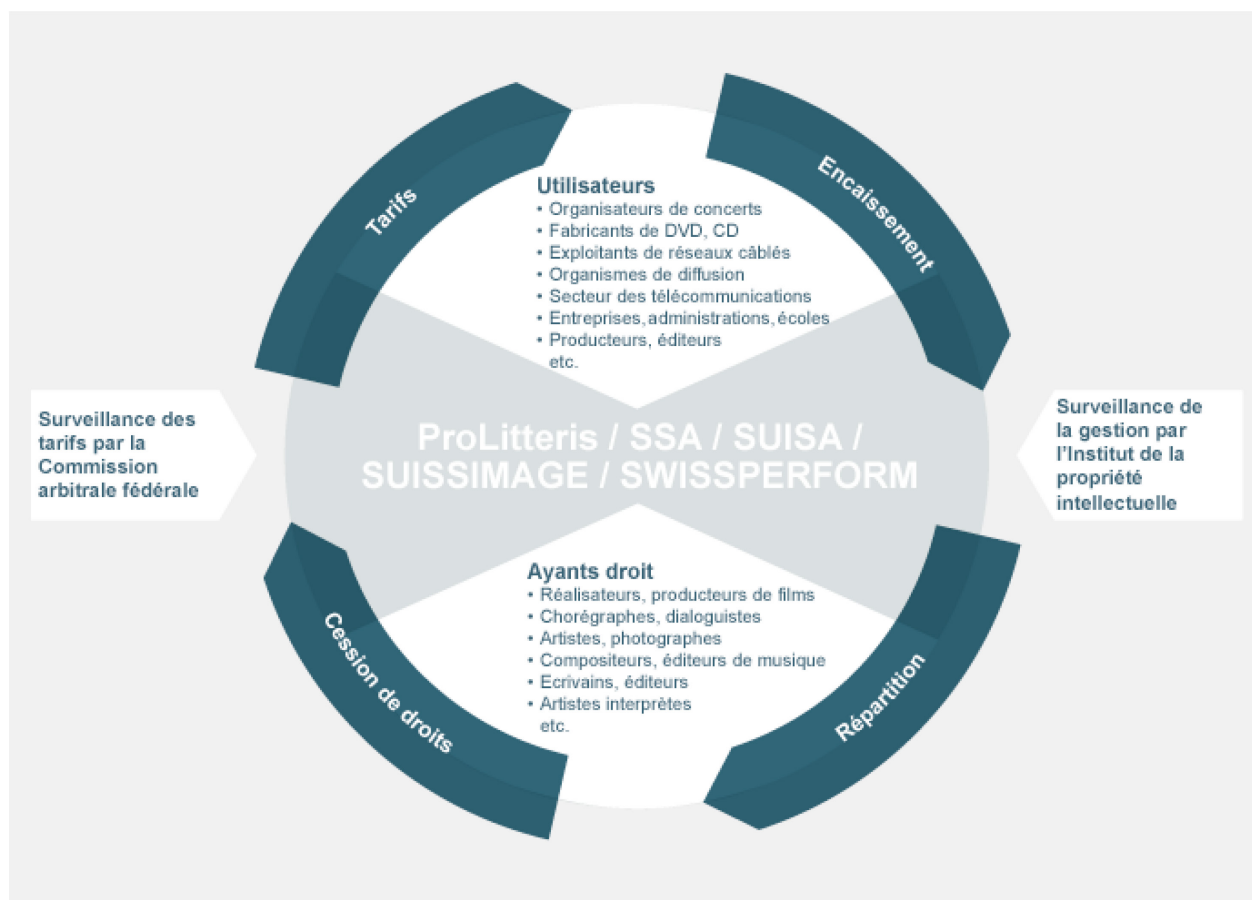 Tarifs
Encaissement
Utilisateurs
• Organisateurs de concerts
• Fabricants de DVD, CD
• Exploitants de réseaux câblés
• Organismes de diffusion
• Secteur des télécommunications
• Entreprises, administrations, écoles
• Producteurs, éditeurs
etc.
Surveillance des
tarifs par la
Commission
arbitrale fédérale
ProLitteris / SSA / SUISA /
SUISSIMAGE / SWISSPERFORM
Surveillance de
la gestion par
l'Institut de la
propriété
intellectuelle
Ayants droit
• Réalisateurs, producteurs de films
• Chorégraphes, dialoguistes
• Artistes, photographes
• Compositeurs, éditeurs de musique
• Ecrivains, éditeurs
• Artistes interprètes
etc.
Cession de droits
Répartition